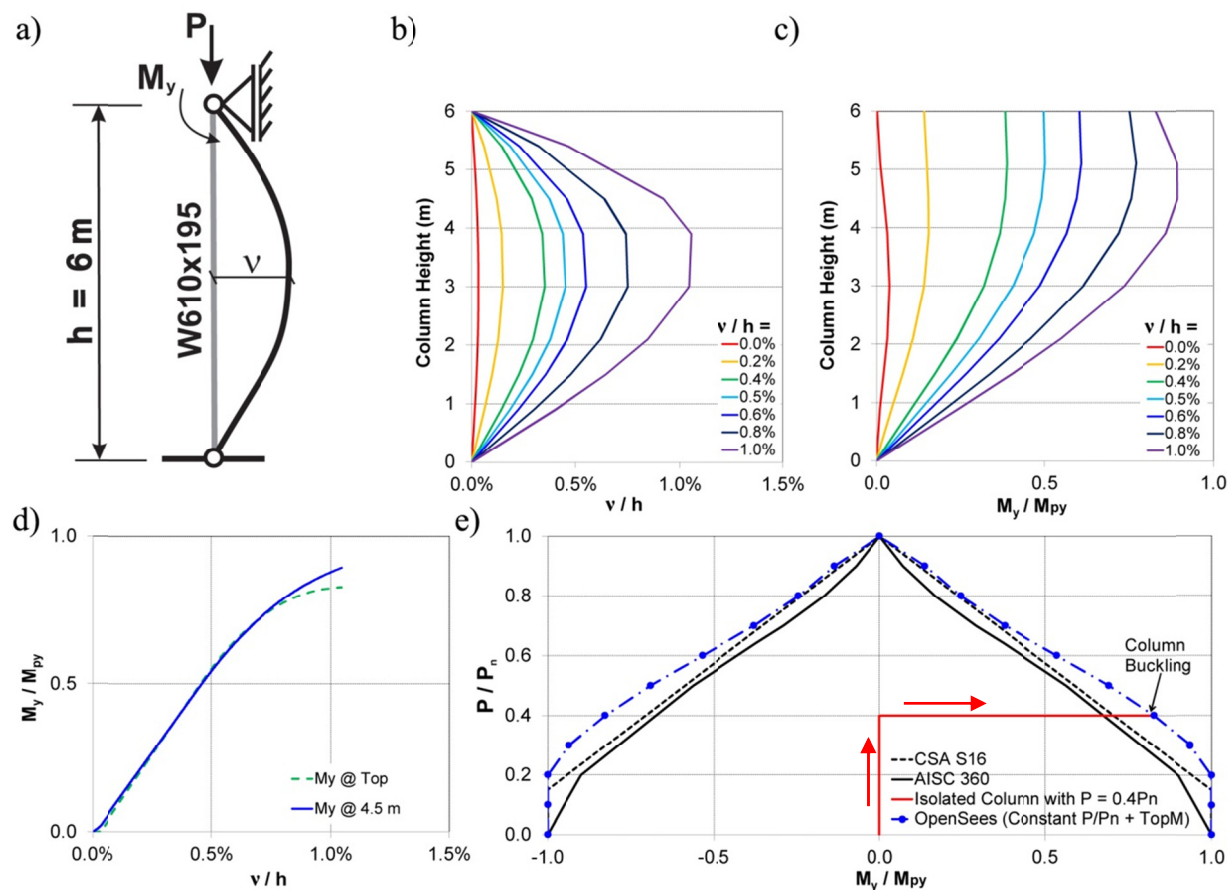 a)
P
My
h = 6 m
W610x195
ν
b)
Column Height (m)
6
5
4
3
2
1
0
0.0%
0.5%
1.0%
1.5%
ν / h
ν / h =
0.0%
0.2%
0.4%
0.5%
0.6%
0.8%
1.0%
c)
Column Height (m)
6
5
4
3
2
1
0
0.0
0.5
1.0
My / Mpy
ν / h =
0.0%
0.2%
0.4%
0.5%
0.6%
0.8%
1.0%
d)
My / Mpy
1.0
0.5
0.0
0.0%
0.5%
1.0%
1.5%
ν / h
My @ Top
My @ 4.5 m
e)
P / Pn
1.0
0.8
0.6
0.4
0.2
0.0
-1.0
-0.5
0.0
0.5
1.0
My / Mpy
Column
Buckling
CSA S16
AISC 360
Isolated Column with P = 0.4Pn
OpenSees (Constant P/Pn + TopM)